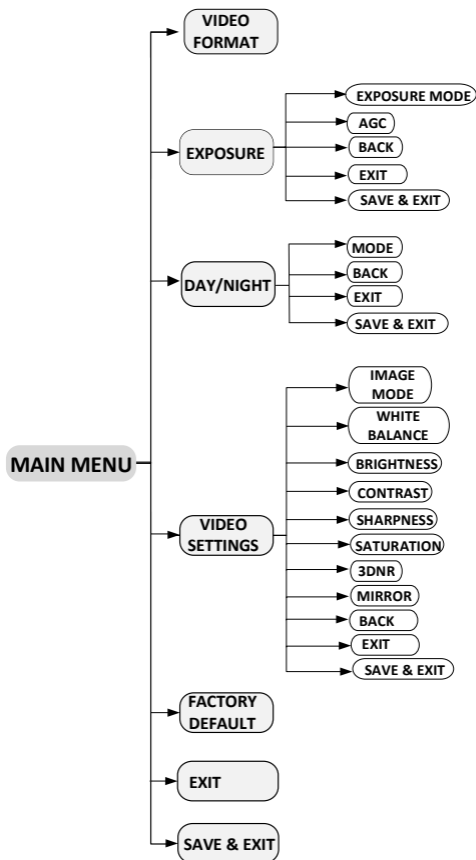 MAIN MENU
VIDEO
FORMAT
EXPOSURE
EXPOSURE MODE
AGC
BACK
EXIT
SAVE & EXIT
DAY/NIGHT
MODE
BACK
EXIT
SAVE & EXIT
VIDEO
SETTINGS
IMAGE
MODE
WHITE
BALANCE
BRIGHTNESS
CONTRAST
SHARPNESS
SATURATION
3DNR
MIRROR
BACK
EXIT
SAVE & EXIT
FACTORY
DEFAULT
EXIT
SAVE & EXIT